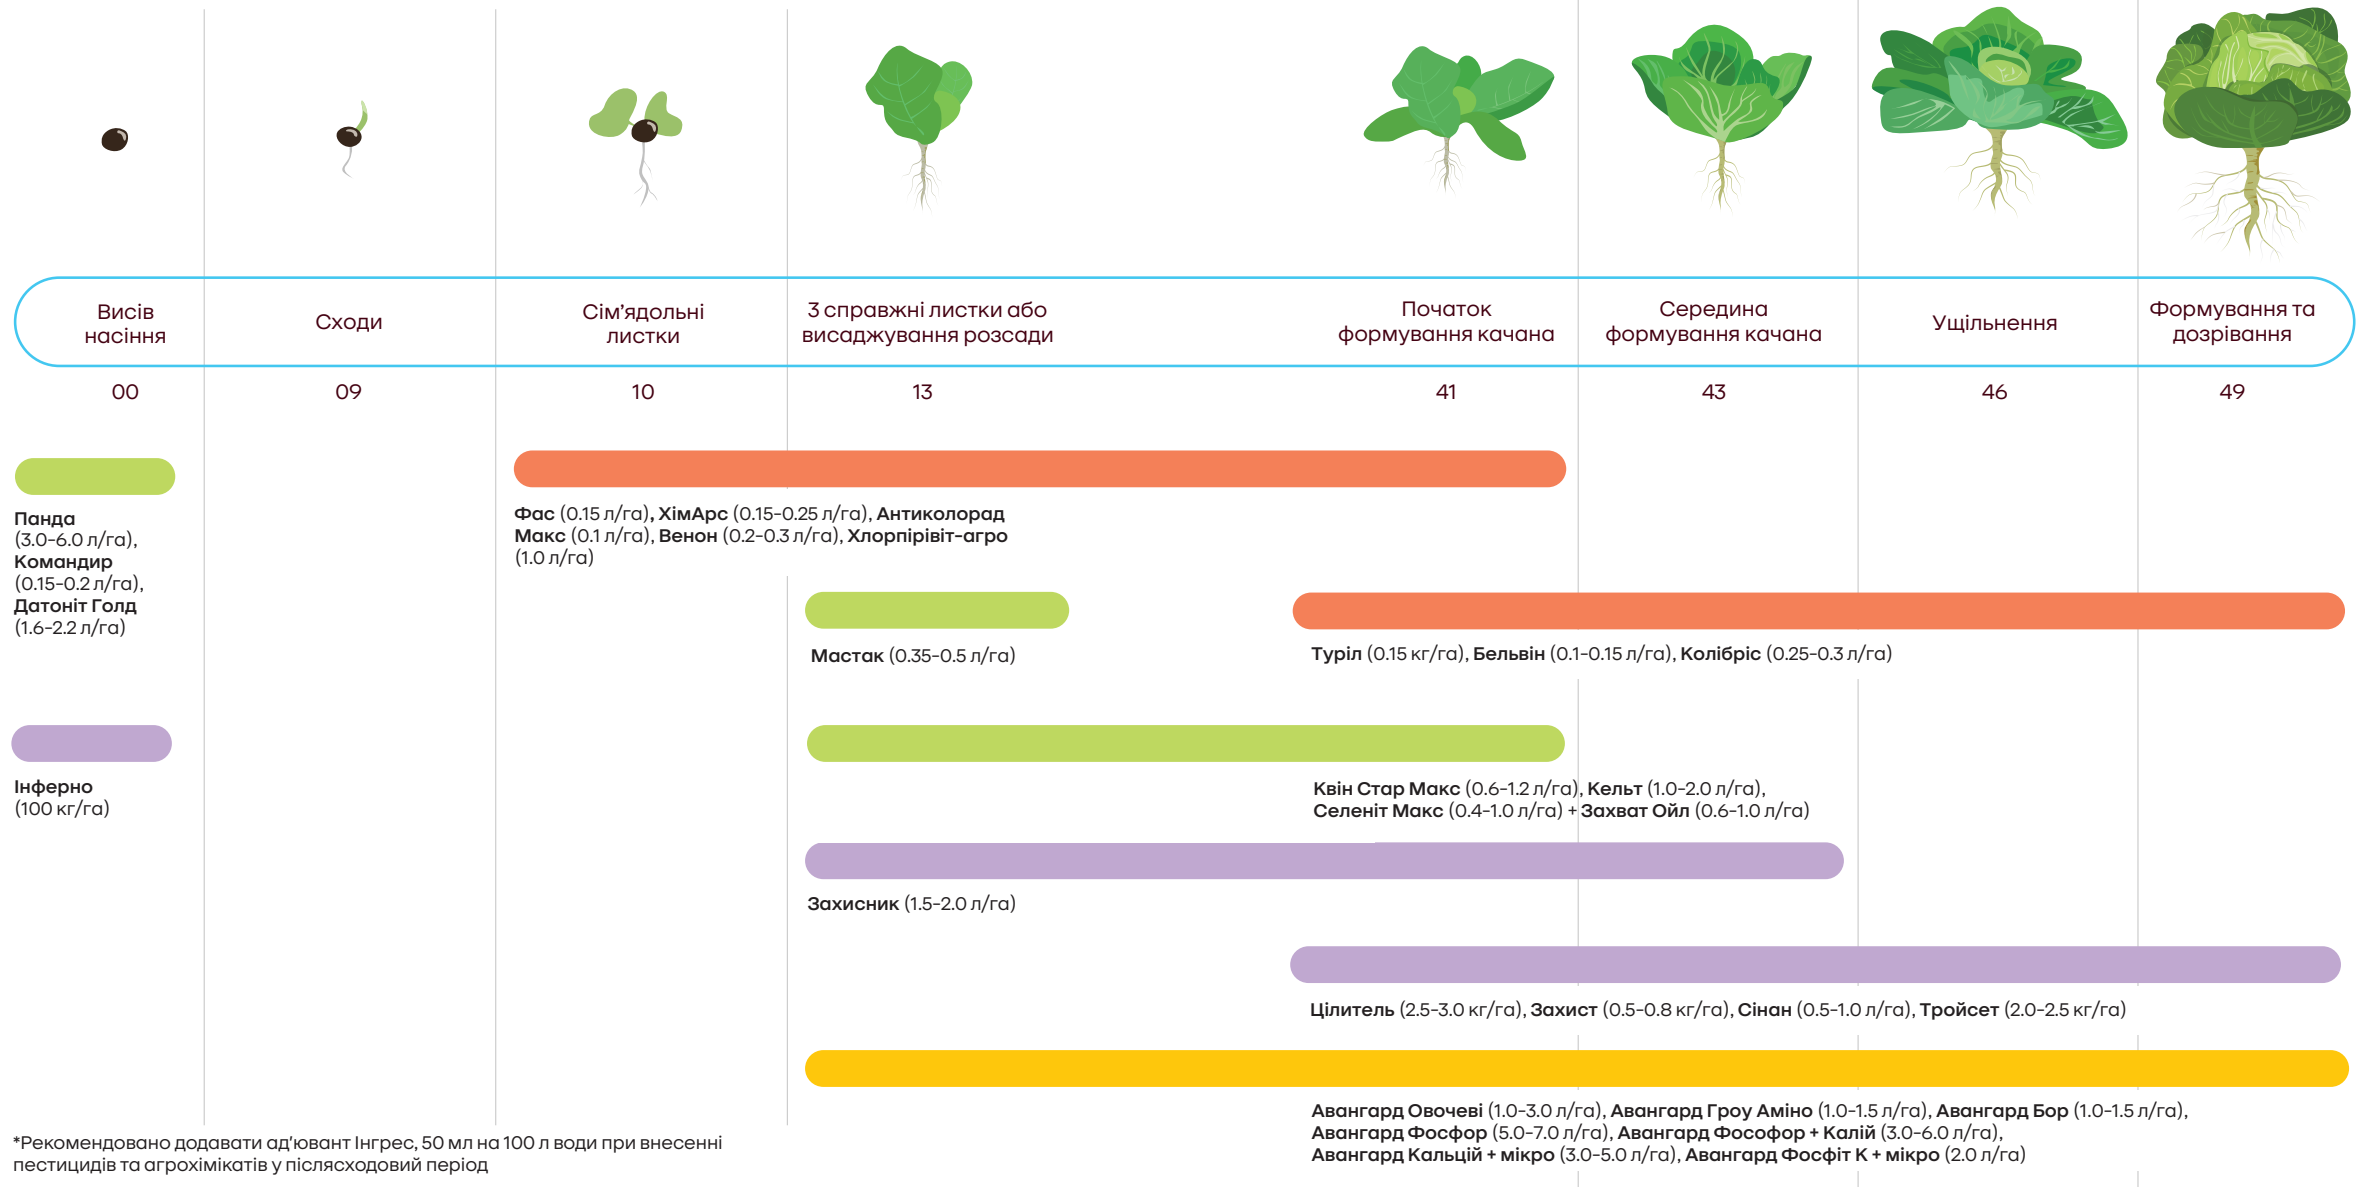 Висів
насіння
Сходи
Сім’ядольні
листки
3 справжні листки або
висаджування розсади
Початок
формування качана
Середина
формування качана
Ущільнення
Формування та
дозрівання
00
09
10
13
41
43
46
49
Панда
(3.0-6.0 л/га),
Командир
(0.15-0.2 л/га),
Датоніт Голд
(1.6-2.2 л/га)
Фас (0.15 л/га), ХімАрс (0.15-0.25 л/га), Антиколорад
Макс (0.1 л/га), Венон (0.2-0.3 л/га), Хлорпірівіт-агро
(1.0 л/га)
Мастак (0.35-0.5 л/га)
Туріл (0.15 кг/га), Бельвін (0.1-0.15 л/га), Колібріс (0.25-0.3 л/га)
Інферно
(100 кг/га)
Квін Стар Макс (0.6-1.2 л/га), Кельт (1.0-2.0 л/га),
Селеніт Макс (0.4-1.0 л/га) + Захват Ойл (0.6-1.0 л/га)
Захисник (1.5-2.0 л/га)
Цілитель (2.5-3.0 кг/га), Захист (0.5-0.8 кг/га), Сінан (0.5-1.0 л/га), Тройсет (2.0-2.5 кг/га)
Авангард Овочеві (1.0-3.0 л/га), Авангард Гроу Аміно (1.0-1.5 л/га), Авангард Бор (1.0-1.5 л/га),
Авангард Фосфор (5.0-7.0 л/га), Авангард Фософор + Калій (3.0-6.0 л/га),
Авангард Кальцій + мікро (3.0-5.0 л/га), Авангард Фосфіт К + мікро (2.0 л/га)
*Рекомендовано додавати ад'ювант Інгрес, 50 мл на 100 л води при внесенні
пестицидів та агрохімікатів у післясходовий період